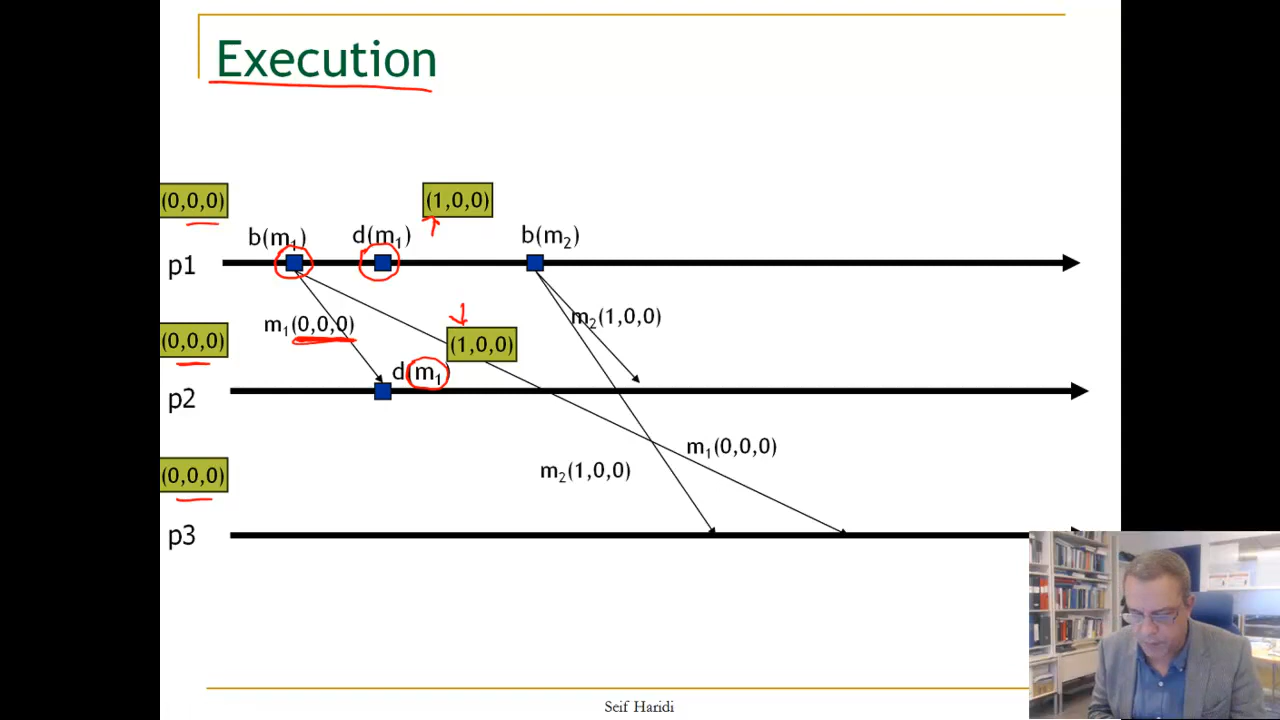 Execution
(0,0,0)
(1,0,0)
b(m₁)
d(m₁)
b(m₂)
p1
m₁(0,0,0)
m₂(1,0,0)
(0,0,0)
(1,0,0)
d(m₁)
p2
m₁(0,0,0)
m₂(1,0,0)
(0,0,0)
p3
Seif Haridi